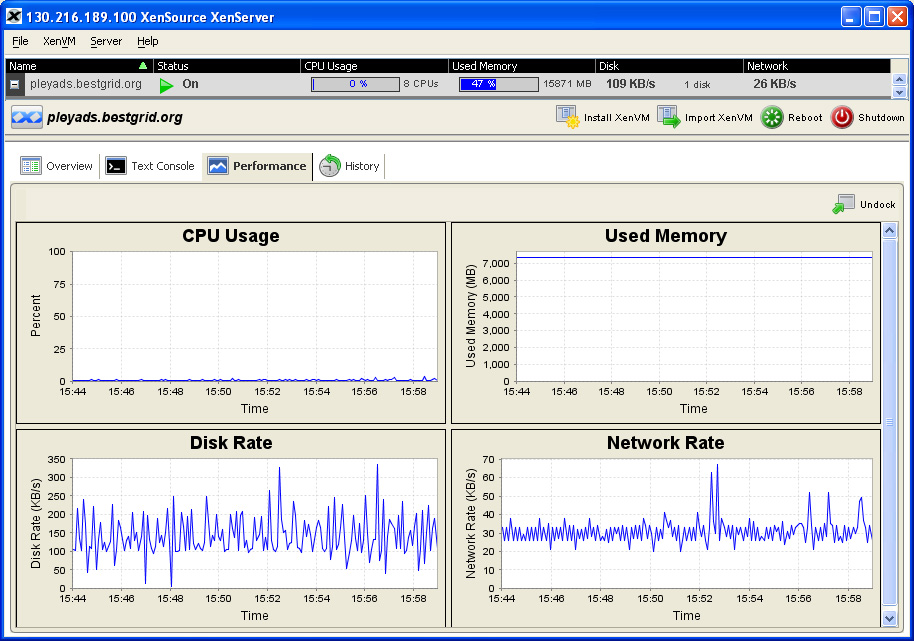 130.216.189.100 XenSource XenServer
File XenVM Server Help
Name Status CPU Usage Used Memory Disk Network
pleyads.bestgrid.org On 0 % 8 CPUs 47 % 15871 MB 109 KB/s 1 disk 26 KB/s
pleyads.bestgrid.org Install XenVM Import XenVM Reboot Shutdown
Overview Text Console Performance History
Undock
CPU Usage
100
75
50
25
0
Percent
15:44 15:46 15:48 15:50 15:52 15:54 15:56 15:58
Time
Used Memory
7,000
6,000
5,000
4,000
3,000
2,000
1,000
0
Used Memory (MB)
15:44 15:46 15:48 15:50 15:52 15:54 15:56 15:58
Time
Disk Rate
350
300
250
200
150
100
50
0
Disk Rate (KB/s)
15:44 15:46 15:48 15:50 15:52 15:54 15:56 15:58
Time
Network Rate
70
60
50
40
30
20
10
0
Network Rate (KB/s)
15:44 15:46 15:48 15:50 15:52 15:54 15:56 15:58
Time